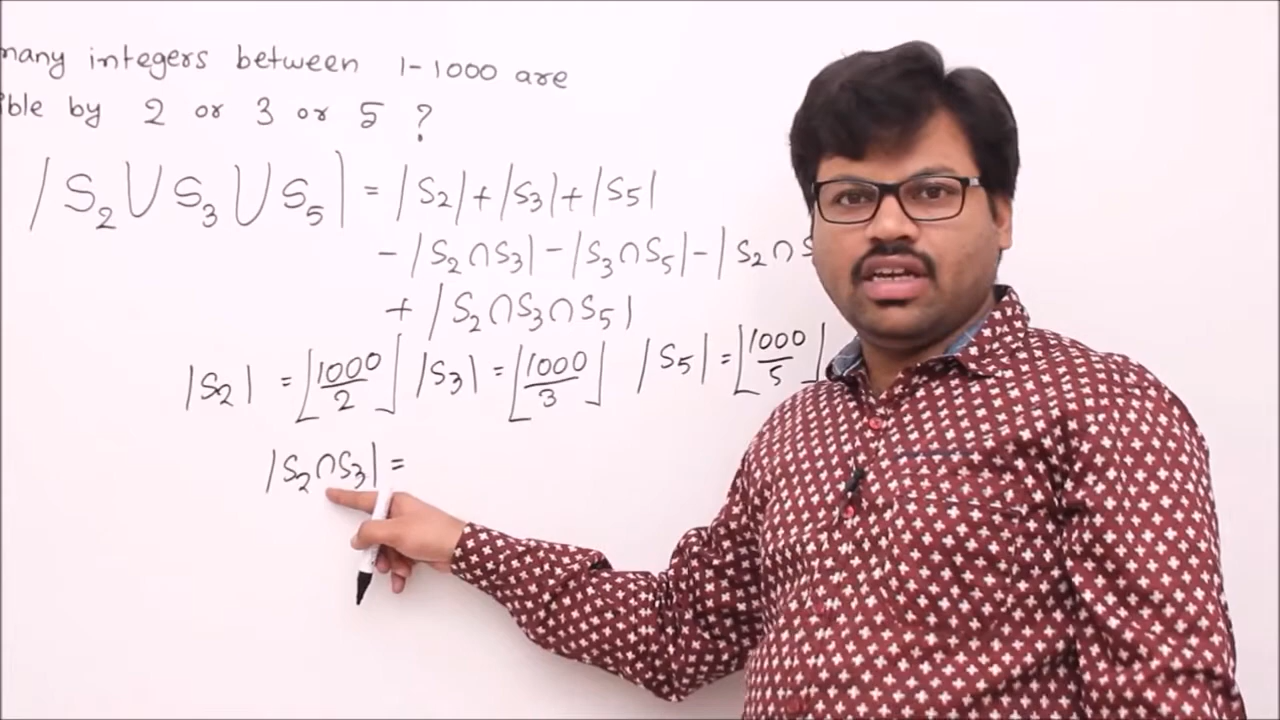 many integers between 1-1000 are
ible by 2 or 3 or 5 ?
|S₂⋃S₃⋃S₅| = |S₂|+|S₃|+|S₅|
-|S₂∩S₃|-|S₃∩S₅|-|S₂∩S
+ |S₂∩S₃∩S₅|
|S₂| = ⌊1000/2⌋ |S₃| = ⌊1000/3⌋ |S₅| = ⌊1000/5⌋
|S₂∩S₃| =